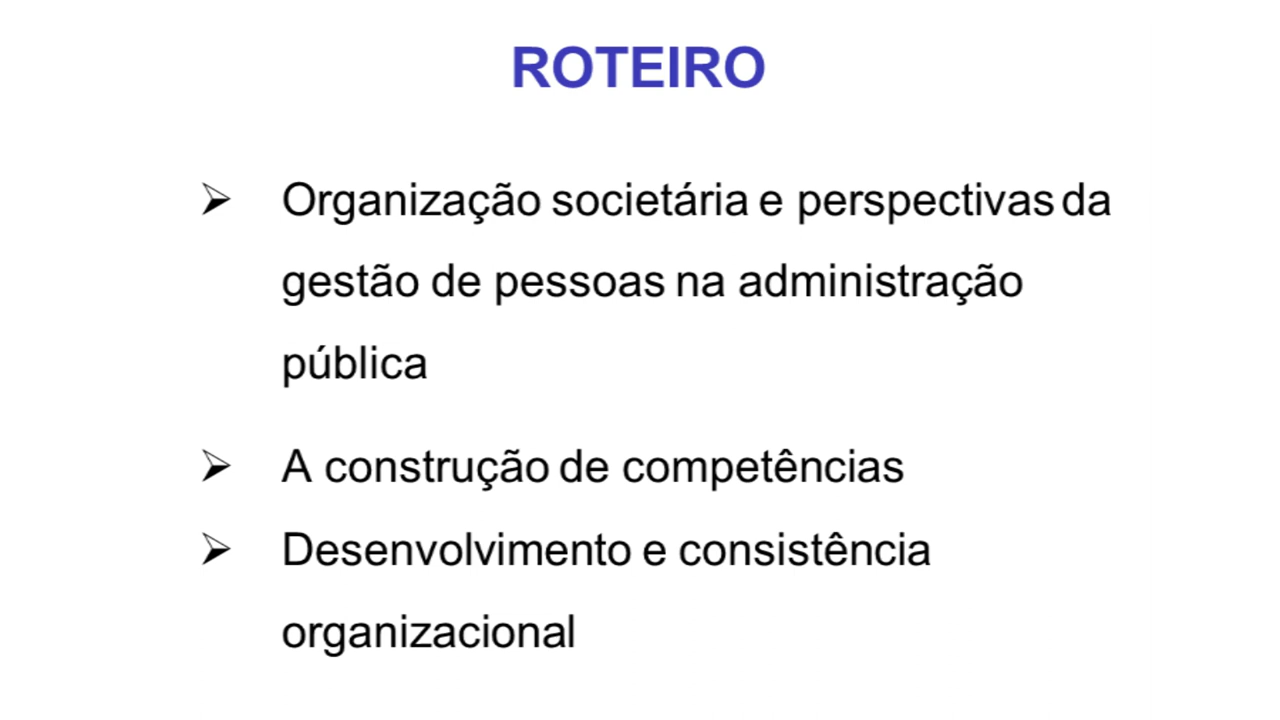 ROTEIRO
➢ Organização societária e perspectivas da
gestão de pessoas na administração
pública
➢ A construção de competências
➢ Desenvolvimento e consistência
organizacional